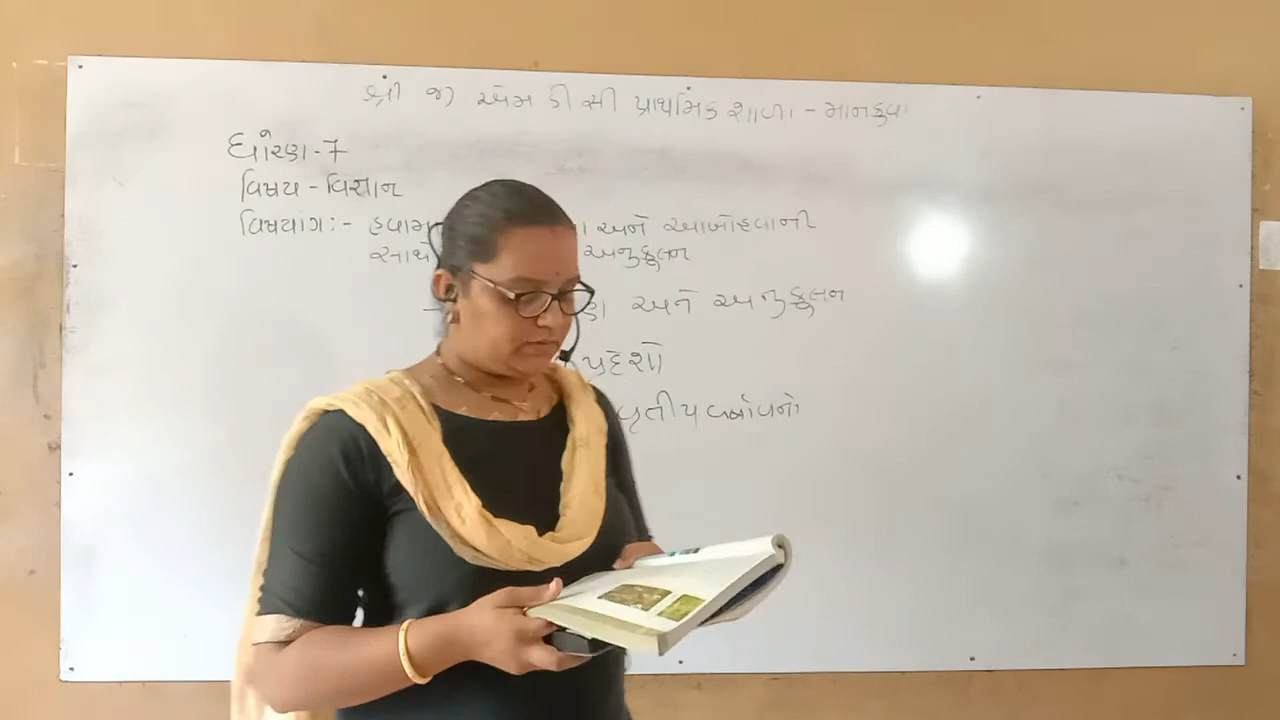 શ્રી જી એમ ડી સી પ્રાથમિક શાળા - માનકુવા
ધોરણ-7
વિષય - વિજ્ઞાન
વિષયાંગ :- હવામ અને આબોહવાની
સાથે અનુકૂલન
અને અનુકૂલન
પ્રદેશો
વર્ષાવનો